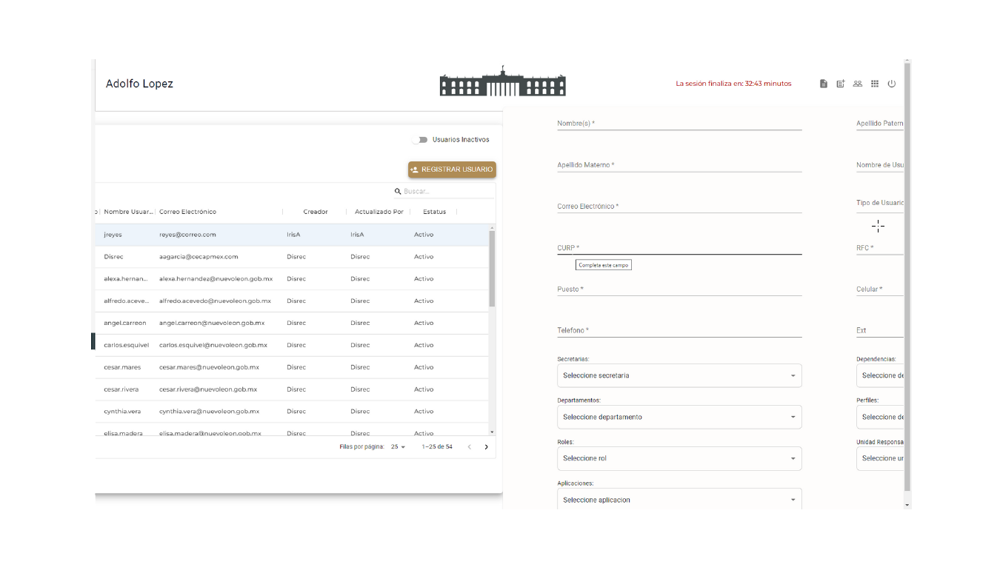 Adolfo Lopez
La sesión finaliza en: 32:43 minutos
Usuarios Inactivos
REGISTRAR USUARIO
Buscar...
Nombre Usuar... Correo Electrónico Creador Actualizado Por Estatus
jreyes reyes@correo.com IrisA IrisA Activo
Disrec aagarcia@cecapmex.com Disrec Disrec Activo
alexa.hernan... alexa.hernandez@nuevoleon.gob.mx Disrec Disrec Activo
alfredo.aceve... alfredo.acevedo@nuevoleon.gob.mx Disrec Disrec Activo
angel.carreon angel.carreon@nuevoleon.gob.mx Disrec Disrec Activo
carlos.esquivel carlos.esquivel@nuevoleon.gob.mx Disrec Disrec Activo
cesar.mares cesar.mares@nuevoleon.gob.mx Disrec Disrec Activo
cesar.rivera cesar.rivera@nuevoleon.gob.mx Disrec Disrec Activo
cynthia.vera cynthia.vera@nuevoleon.gob.mx Disrec Disrec Activo
elisa.madera elisa.madera@nuevoleon.gob.mx Disrec Disrec Activo
Filas por página: 25 1–25 de 54
Nombre(s) * Apellido Patern
Apellido Materno * Nombre de Usu
Correo Electrónico * Tipo de Usuario
CURP * RFC *
Completa este campo
Puesto * Celular *
Telefono * Ext
Secretarias: Dependencias:
Seleccione secretaria Seleccione de
Departamentos: Perfiles:
Seleccione departamento Seleccione de
Roles: Unidad Responsa
Seleccione rol Seleccione ur
Aplicaciones:
Seleccione aplicacion